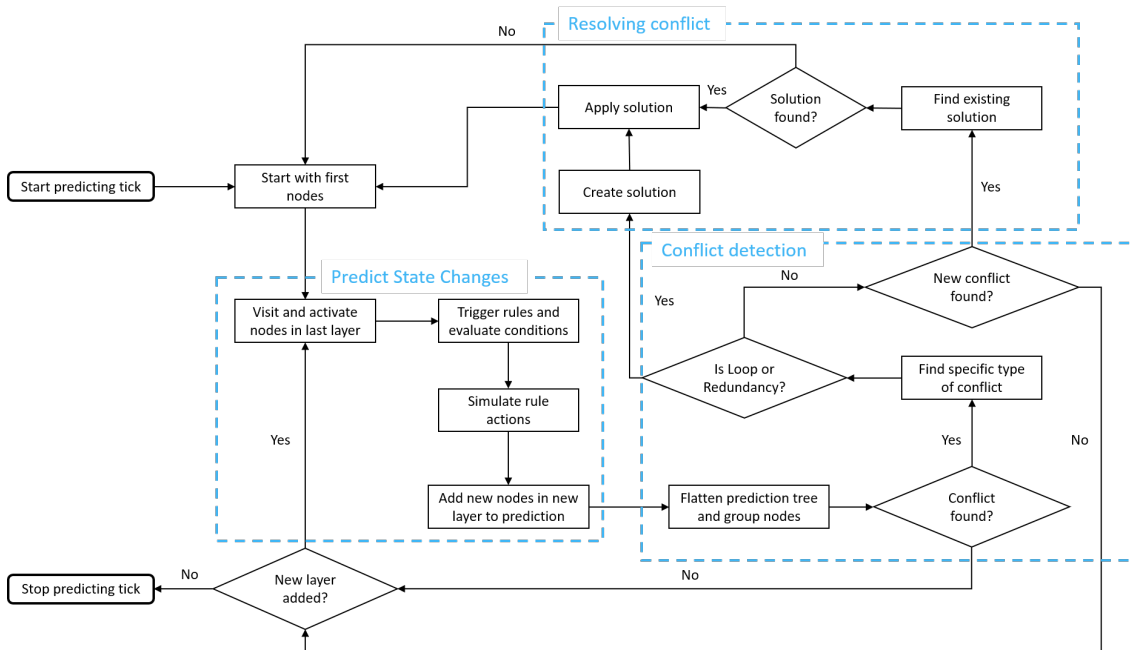 Resolving conflict
No
Apply solution
Yes
Solution
found?
Find existing
solution
Start predicting tick
Start with first
nodes
Create solution
Yes
Conflict detection
Predict State Changes
No
New conflict
found?
Yes
Visit and activate
nodes in last layer
Trigger rules and
evaluate conditions
Is Loop or
Redundancy?
Find specific type
of conflict
Simulate rule
actions
Yes
Yes
No
Add new nodes in new
layer to prediction
Flatten prediction tree
and group nodes
Conflict
found?
Stop predicting tick
No
New layer
added?
No